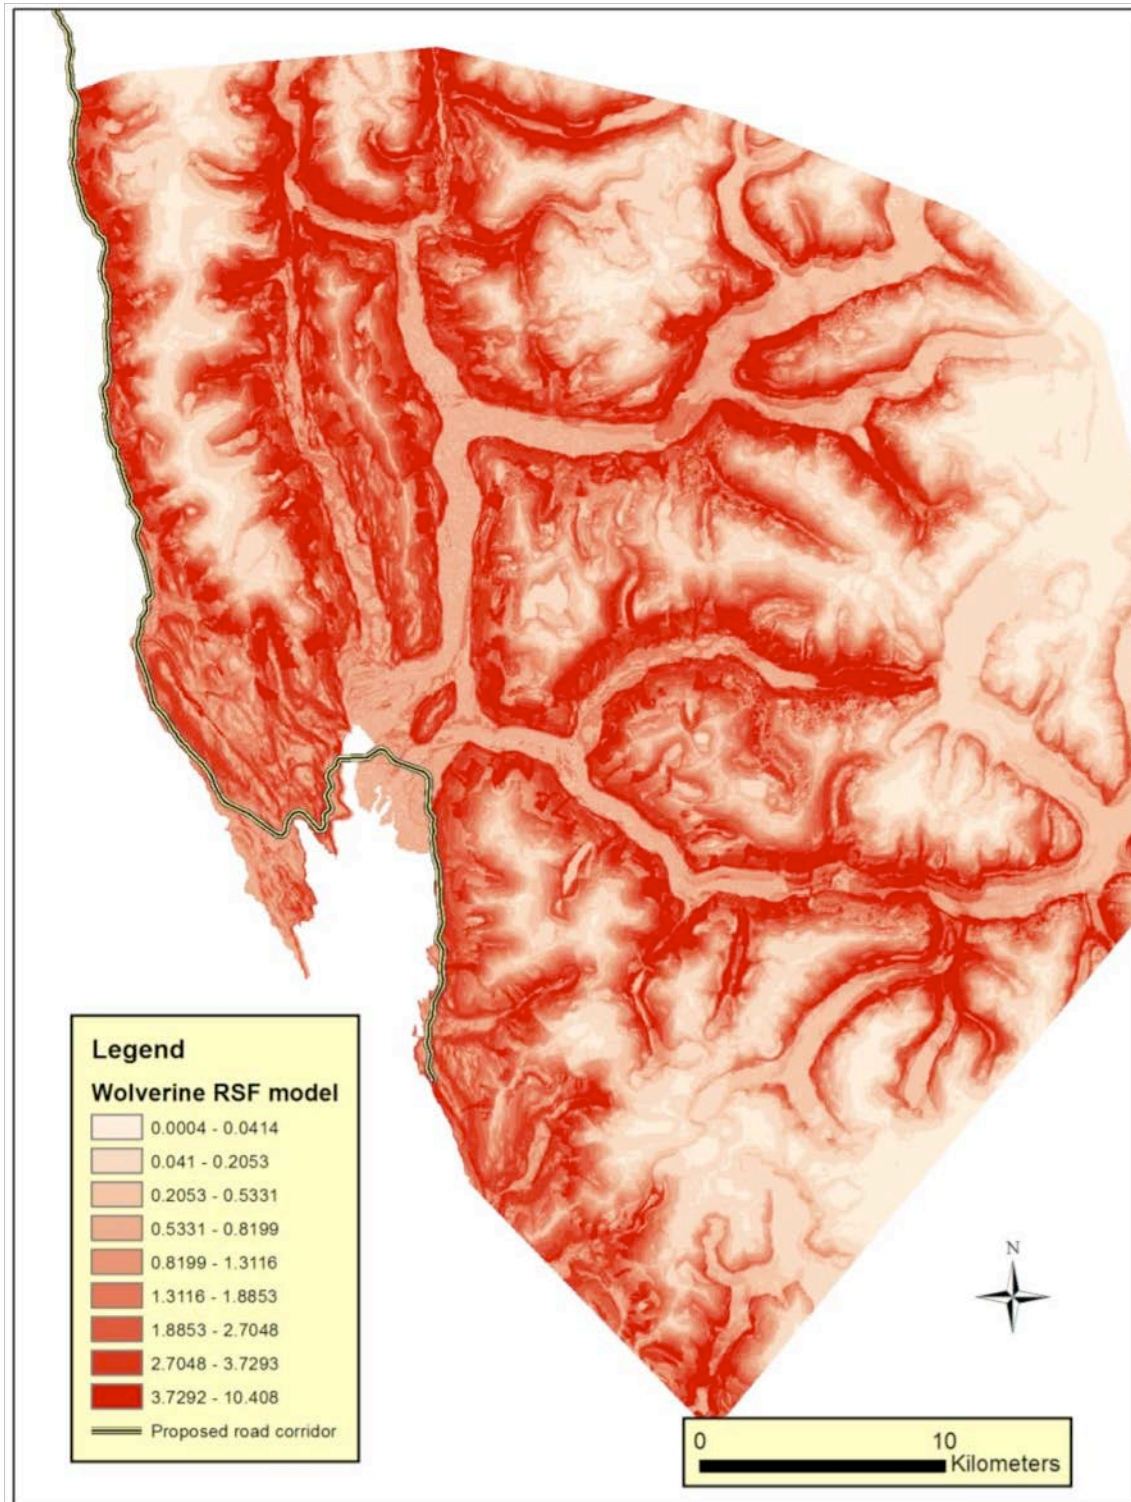 Legend
Wolverine RSF model
0.0004 - 0.0414
0.041 - 0.2053
0.2053 - 0.5331
0.5331 - 0.8199
0.8199 - 1.3116
1.3116 - 1.8853
1.8853 - 2.7048
2.7048 - 3.7293
3.7292 - 10.408
Proposed road corridor
N
0 10
Kilometers